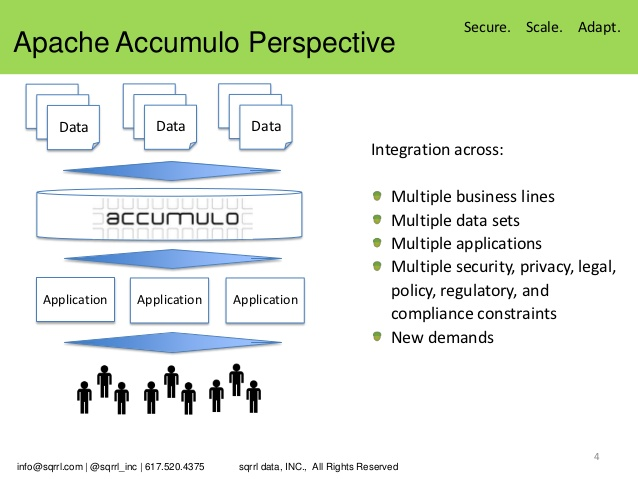 Apache Accumulo Perspective
Secure. Scale. Adapt.
Data
Data
Data
accumulo
Application
Application
Application
Integration across:
Multiple business lines
Multiple data sets
Multiple applications
Multiple security, privacy, legal,
policy, regulatory, and
compliance constraints
New demands
4
info@sqrrl.com | @sqrrl_inc | 617.520.4375
sqrrl data, INC., All Rights Reserved